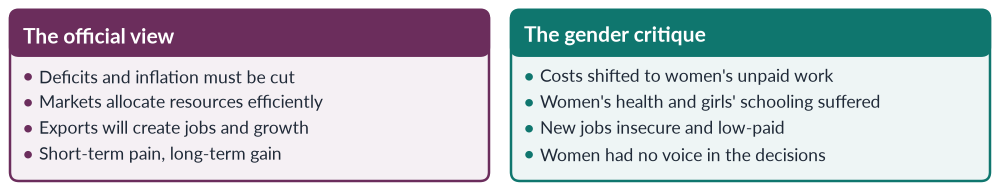 The official view
• Deficits and inflation must be cut
• Markets allocate resources efficiently
• Exports will create jobs and growth
• Short-term pain, long-term gain
The gender critique
• Costs shifted to women's unpaid work
• Women's health and girls' schooling suffered
• New jobs insecure and low-paid
• Women had no voice in the decisions